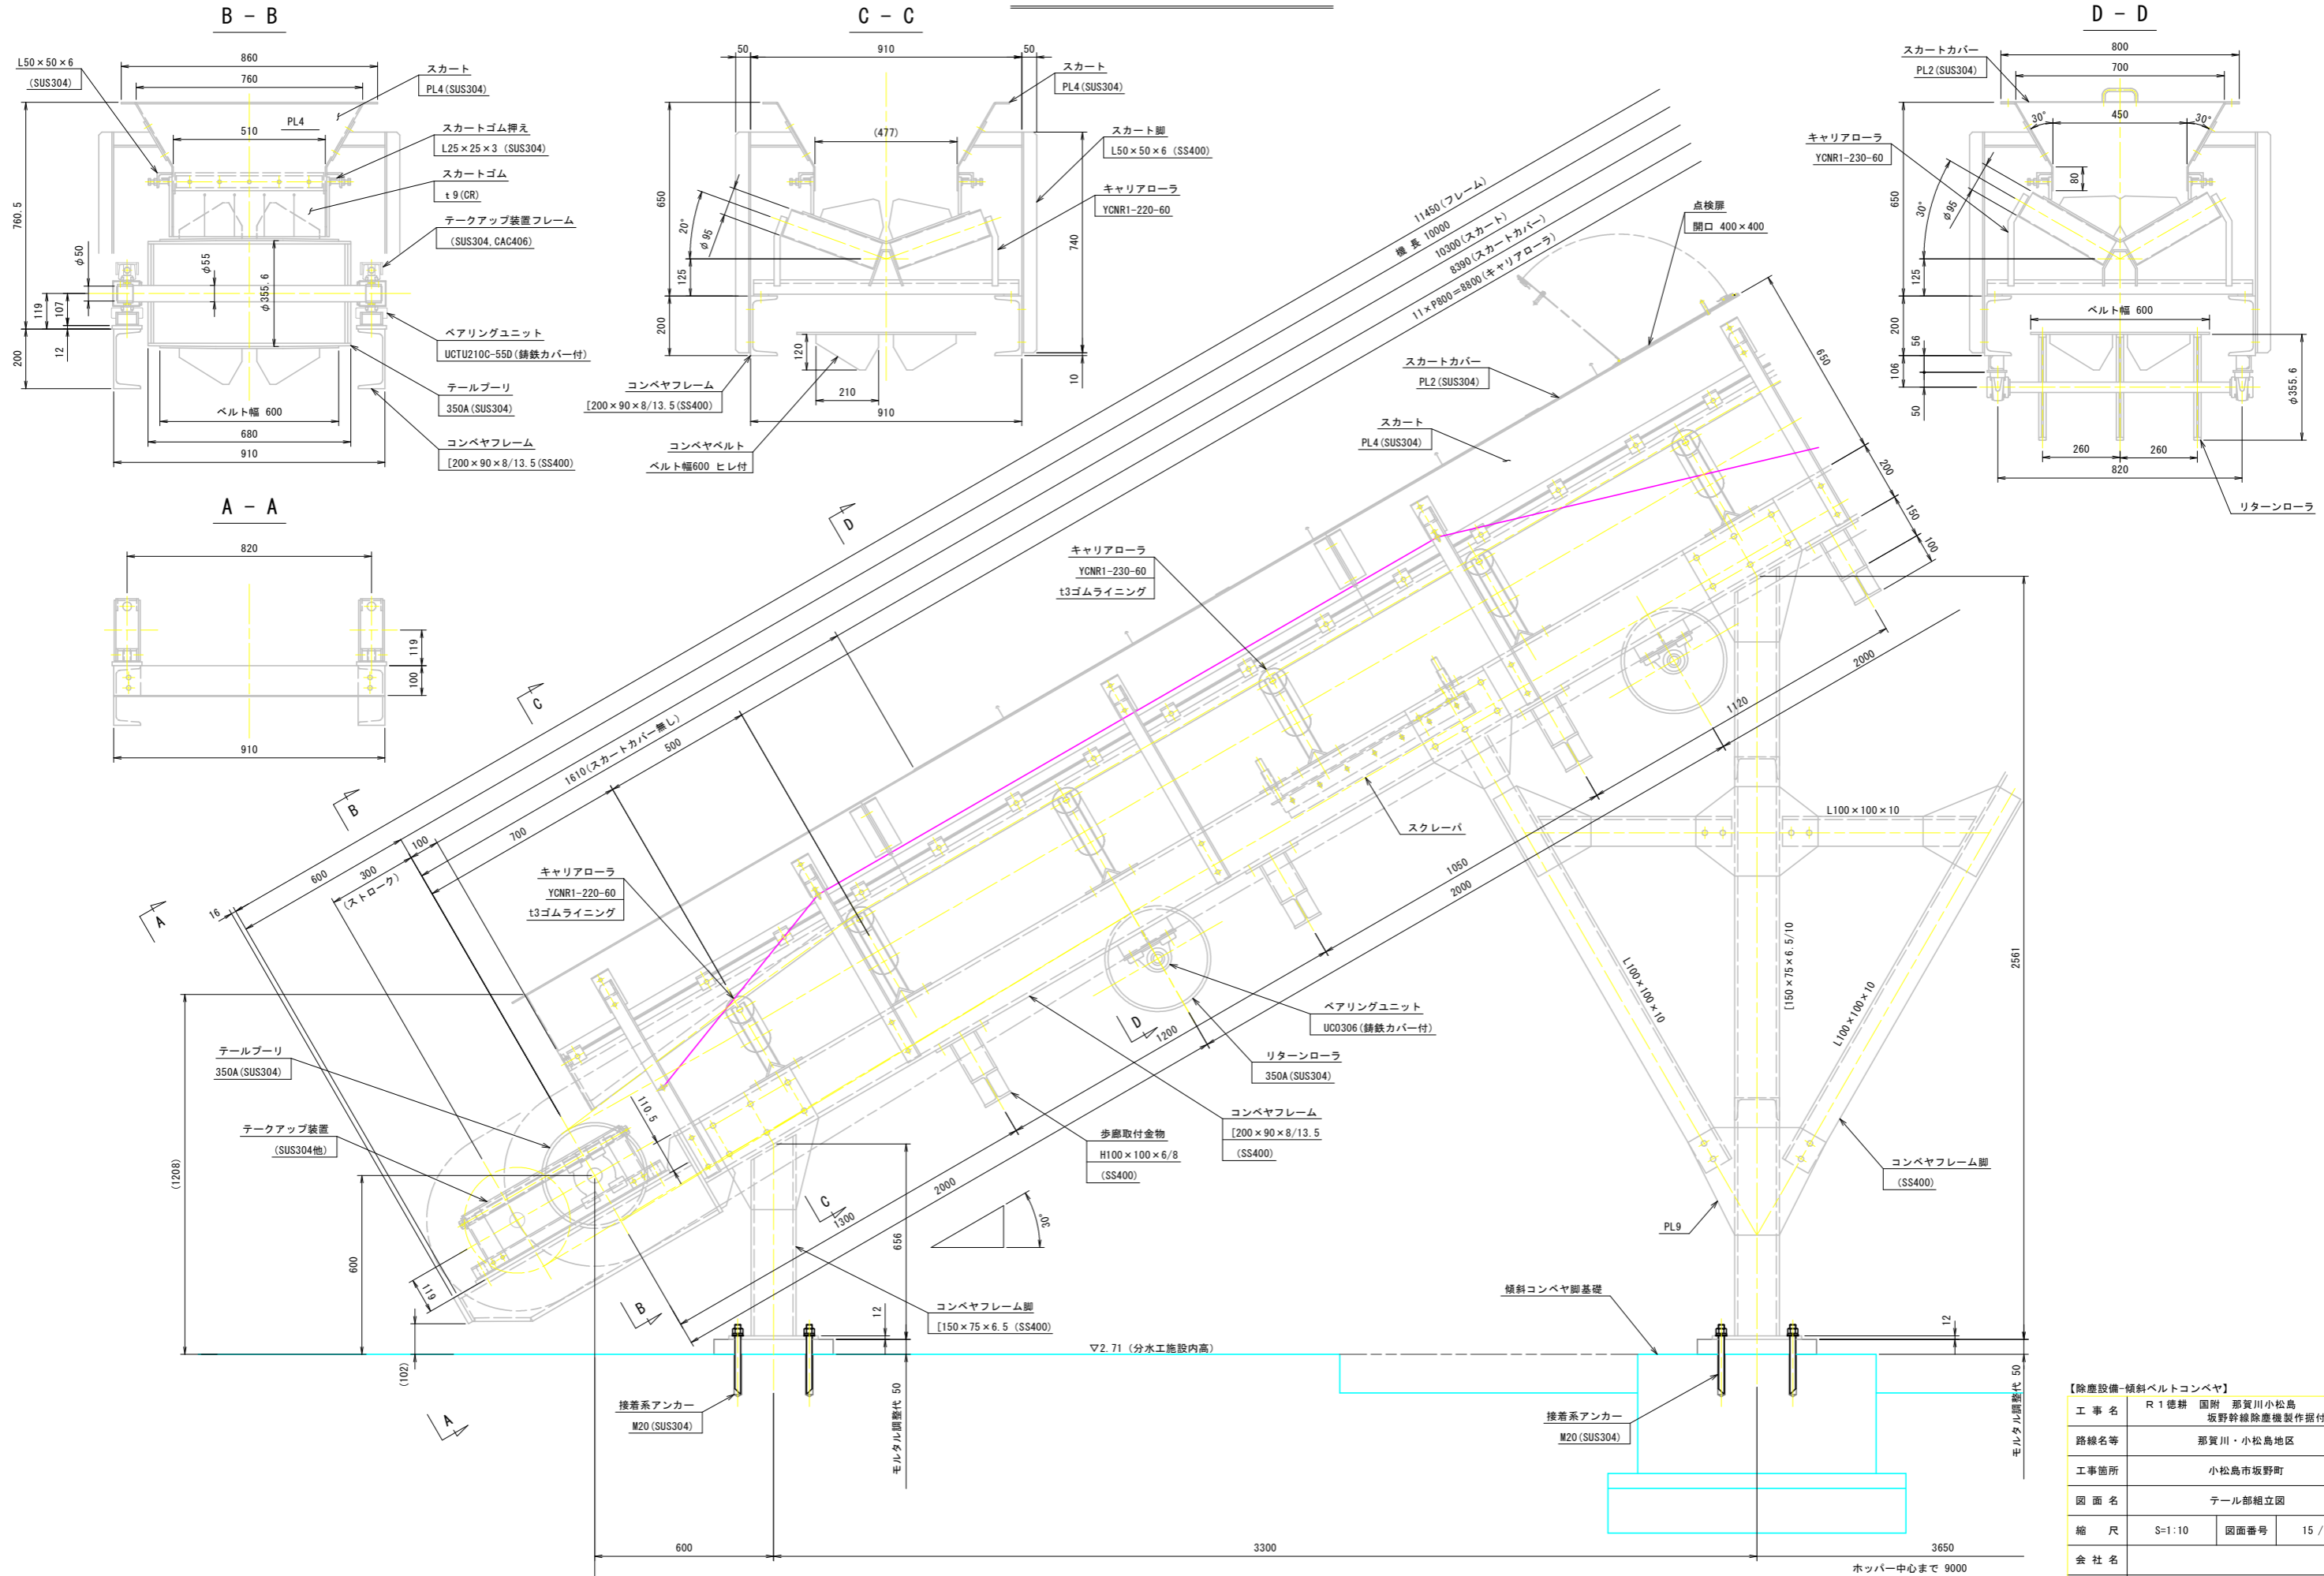 B - B
860
760
L50×50×6
(SUS304)
スカート
PL4(SUS304)
PL4
510
スカートゴム押え
L25×25×3 (SUS304)
スカートゴム
t9(CR)
テークアップ装置フレーム
(SUS304,CAC406)
760.5
φ50
φ55
φ355.6
119
107
12
200
ベアリングユニット
UCTU210C-55D(鋳鉄カバー付)
テールプーリ
350A(SUS304)
ベルト幅 600
680
910
コンベヤフレーム
[200×90×8/13.5(SS400)
A - A
820
119
100
910
C - C
50
910
50
スカート
PL4(SUS304)
(477)
スカート脚
L50×50×6 (SS400)
キャリアローラ
YCNR1-220-60
650
20°
φ95
125
200
740
120
10
210
910
コンベヤフレーム
[200×90×8/13.5(SS400)
コンベヤベルト
ベルト幅600 ヒレ付
D - D
800
700
スカートカバー
PL2(SUS304)
30°
450
30°
キャリアローラ
YCNR1-230-60
80
650
30°
φ95
125
200
ベルト幅 600
56
106
50
φ355.6
260
260
820
リターンローラ
11450(フレーム)
機 長 10000
10300(スカート)
8390(スカートカバー)
11×P800=8800(キャリアローラ)
点検扉
開口 400×400
スカートカバー
PL2(SUS304)
スカート
PL4(SUS304)
650
200
150
100
D
C
B
A
キャリアローラ
YCNR1-230-60
t3ゴムライニング
1610(スカートカバー無し)
500
700
100
600
300
(ストローク)
16
キャリアローラ
YCNR1-220-60
t3ゴムライニング
スクレーパ
2000
1120
1050
2000
1200
D
L100×100×10
[150×75×6.5/10
L100×100×10
L100×100×10
2561
ベアリングユニット
UCO306(鋳鉄カバー付)
リターンローラ
350A(SUS304)
コンベヤフレーム
[200×90×8/13.5
(SS400)
歩廊取付金物
H100×100×6/8
(SS400)
コンベヤフレーム脚
(SS400)
PL9
テールプーリ
350A(SUS304)
テークアップ装置
(SUS304他)
110.5
(1208)
600
119
(102)
2000
1300
C
B
A
30°
656
12
コンベヤフレーム脚
[150×75×6.5 (SS400)
傾斜コンベヤ脚基礎
12
▽2.71 (分水工施設内高)
接着系アンカー
M20(SUS304)
モルタル調整代 50
接着系アンカー
M20(SUS304)
モルタル調整代 50
600
3300
3650
ホッパー中心まで 9000
【除塵設備-傾斜ベルトコンベヤ】
工 事 名 R1徳耕 国附 那賀川小松島
坂野幹線除塵機製作据付
路線名等 那賀川・小松島地区
工事箇所 小松島市坂野町
図 面 名 テール部組立図
縮 尺 S=1:10 図面番号 15 /
会 社 名